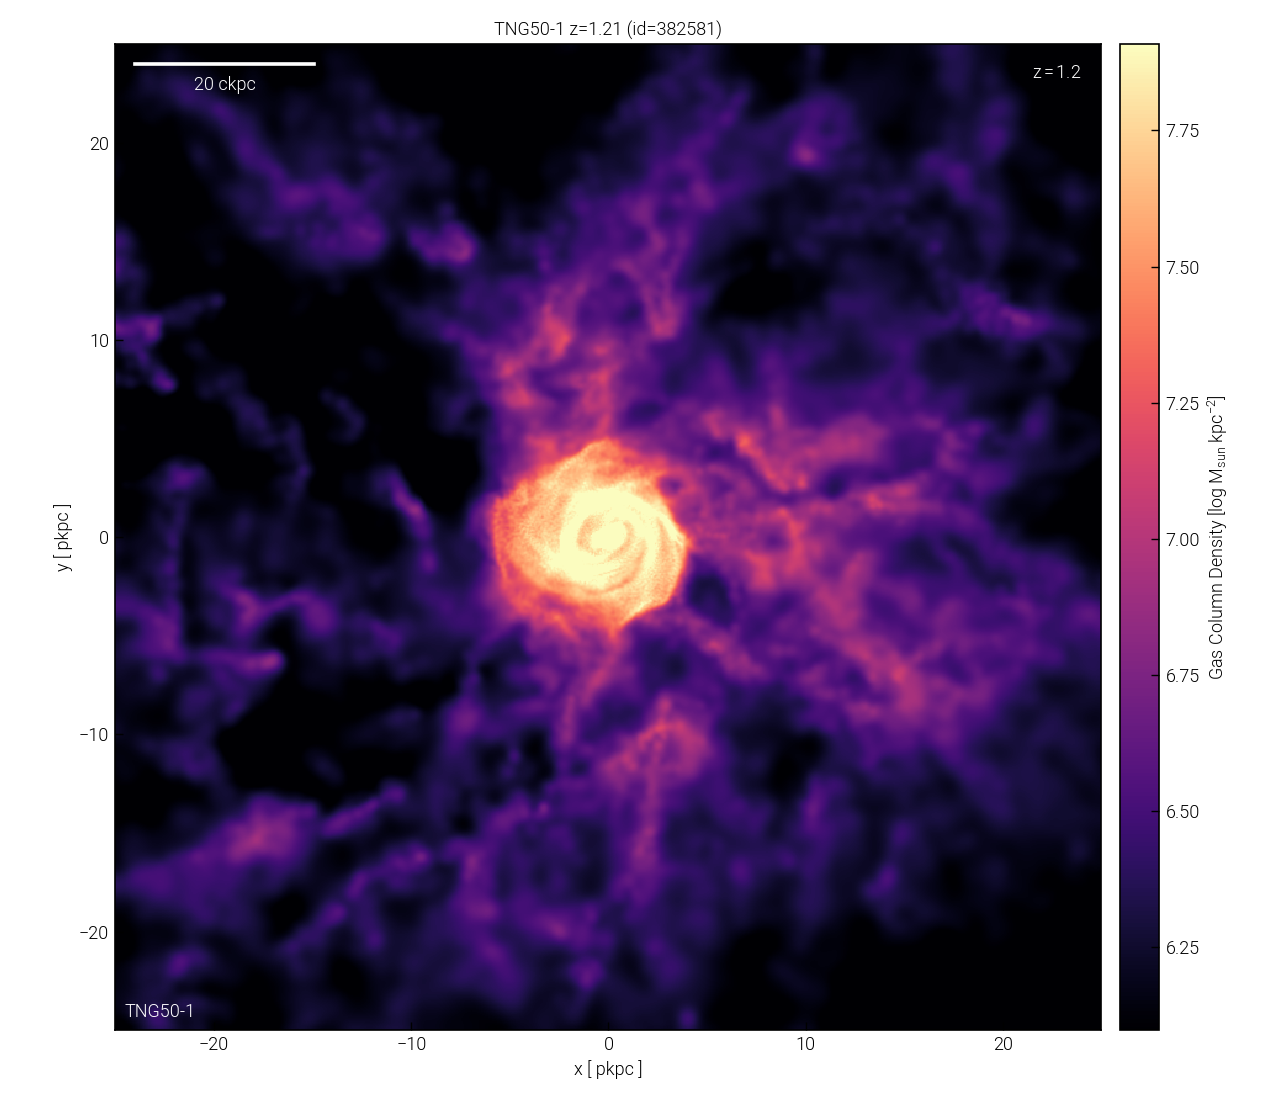 TNG50-1 z=1.21 (id=382581)
20 ckpc
z=1.2
TNG50-1
20
10
0
−10
−20
y [ pkpc ]
−20
−10
0
10
20
x [ pkpc ]
7.75
7.50
7.25
7.00
6.75
6.50
6.25
Gas Column Density [log M_sun kpc^−2]